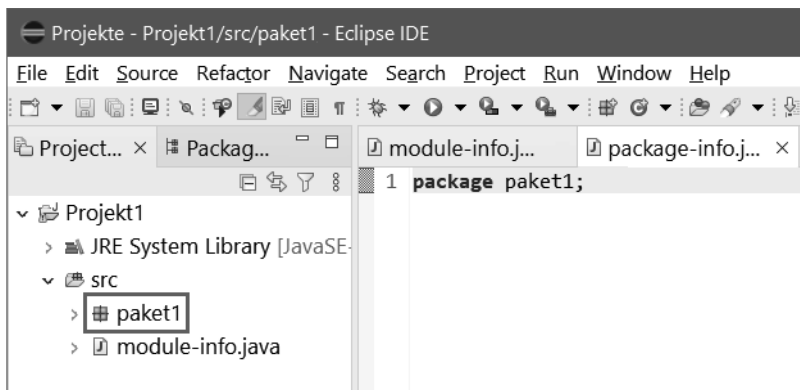 Projekte - Projekt1/src/paket1 - Eclipse IDE
File Edit Source Refactor Navigate Search Project Run Window Help
Project... Packag...
module-info.j... package-info.j...
1 package paket1;
Projekt1
JRE System Library [JavaSE-
src
paket1
module-info.java